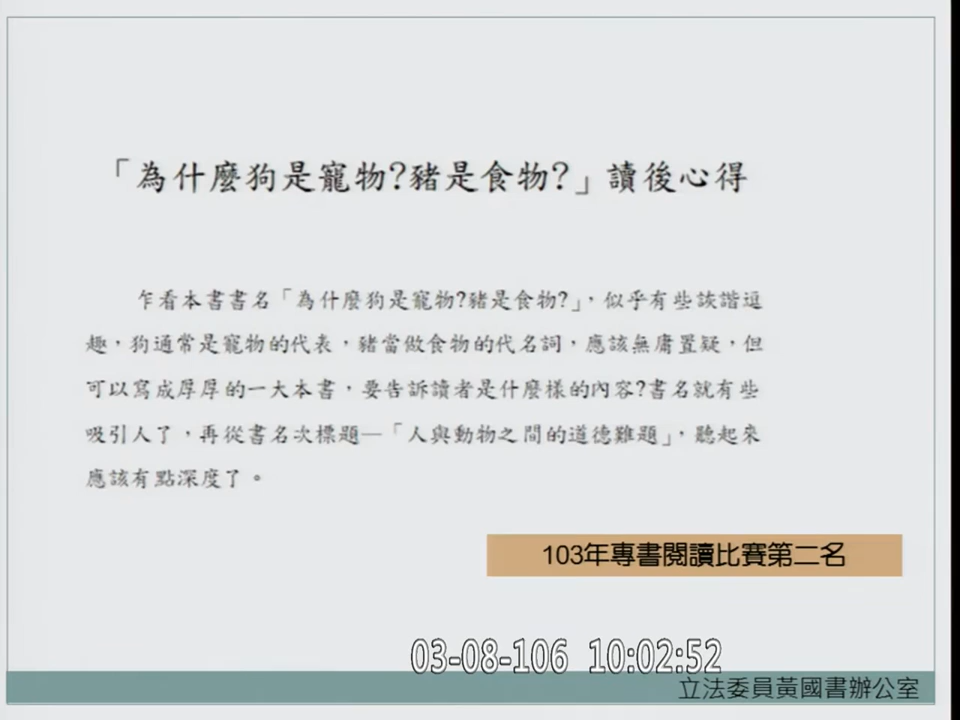 「為什麼狗是寵物?豬是食物?」讀後心得
乍看本書書名「為什麼狗是寵物?豬是食物?」，似乎有些詼諧逗
趣，狗通常是寵物的代表，豬當做食物的代名詞，應該無庸置疑，但
可以寫成厚厚的一大本書，要告訴讀者是什麼樣的內容?書名就有些
吸引人了，再從書名次標題—「人與動物之間的道德難題」，聽起來
應該有點深度了。
103年專書閱讀比賽第二名
03-08-106 10:02:52
立法委員黃國書辦公室